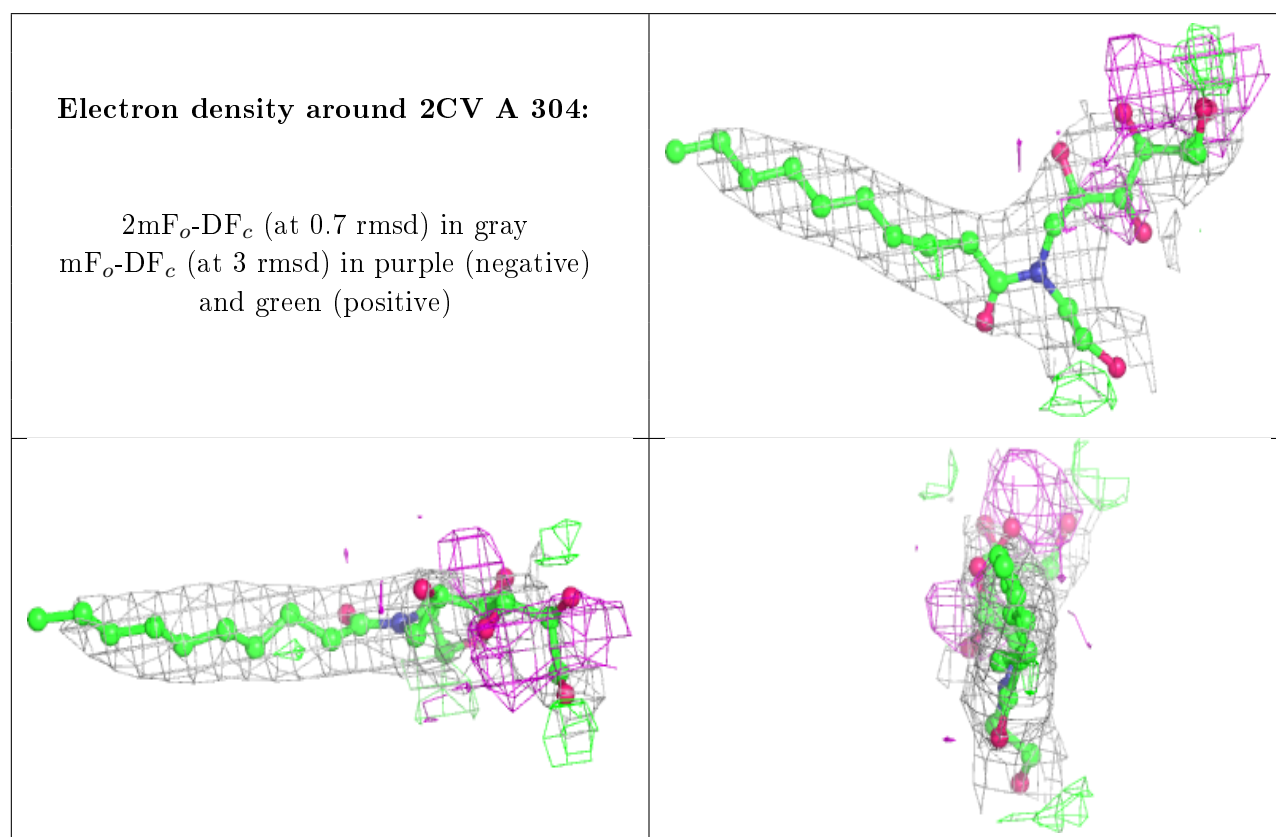 Electron density around 2CV A 304:
2mFo-DFc (at 0.7 rmsd) in gray
mFo-DFc (at 3 rmsd) in purple (negative)
and green (positive)